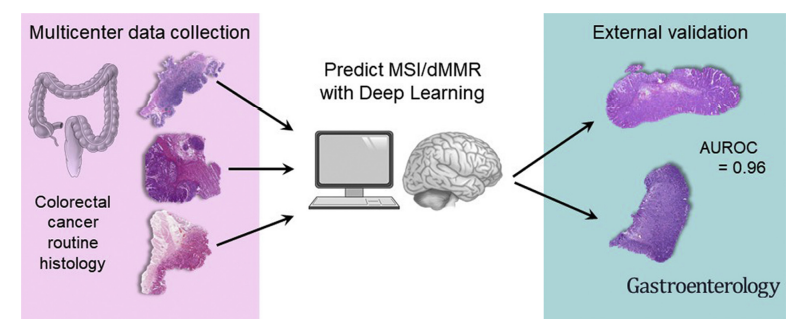 Multicenter data collection
Colorectal
cancer
routine
histology
Predict MSI/dMMR
with Deep Learning
External validation
AUROC
= 0.96
Gastroenterology